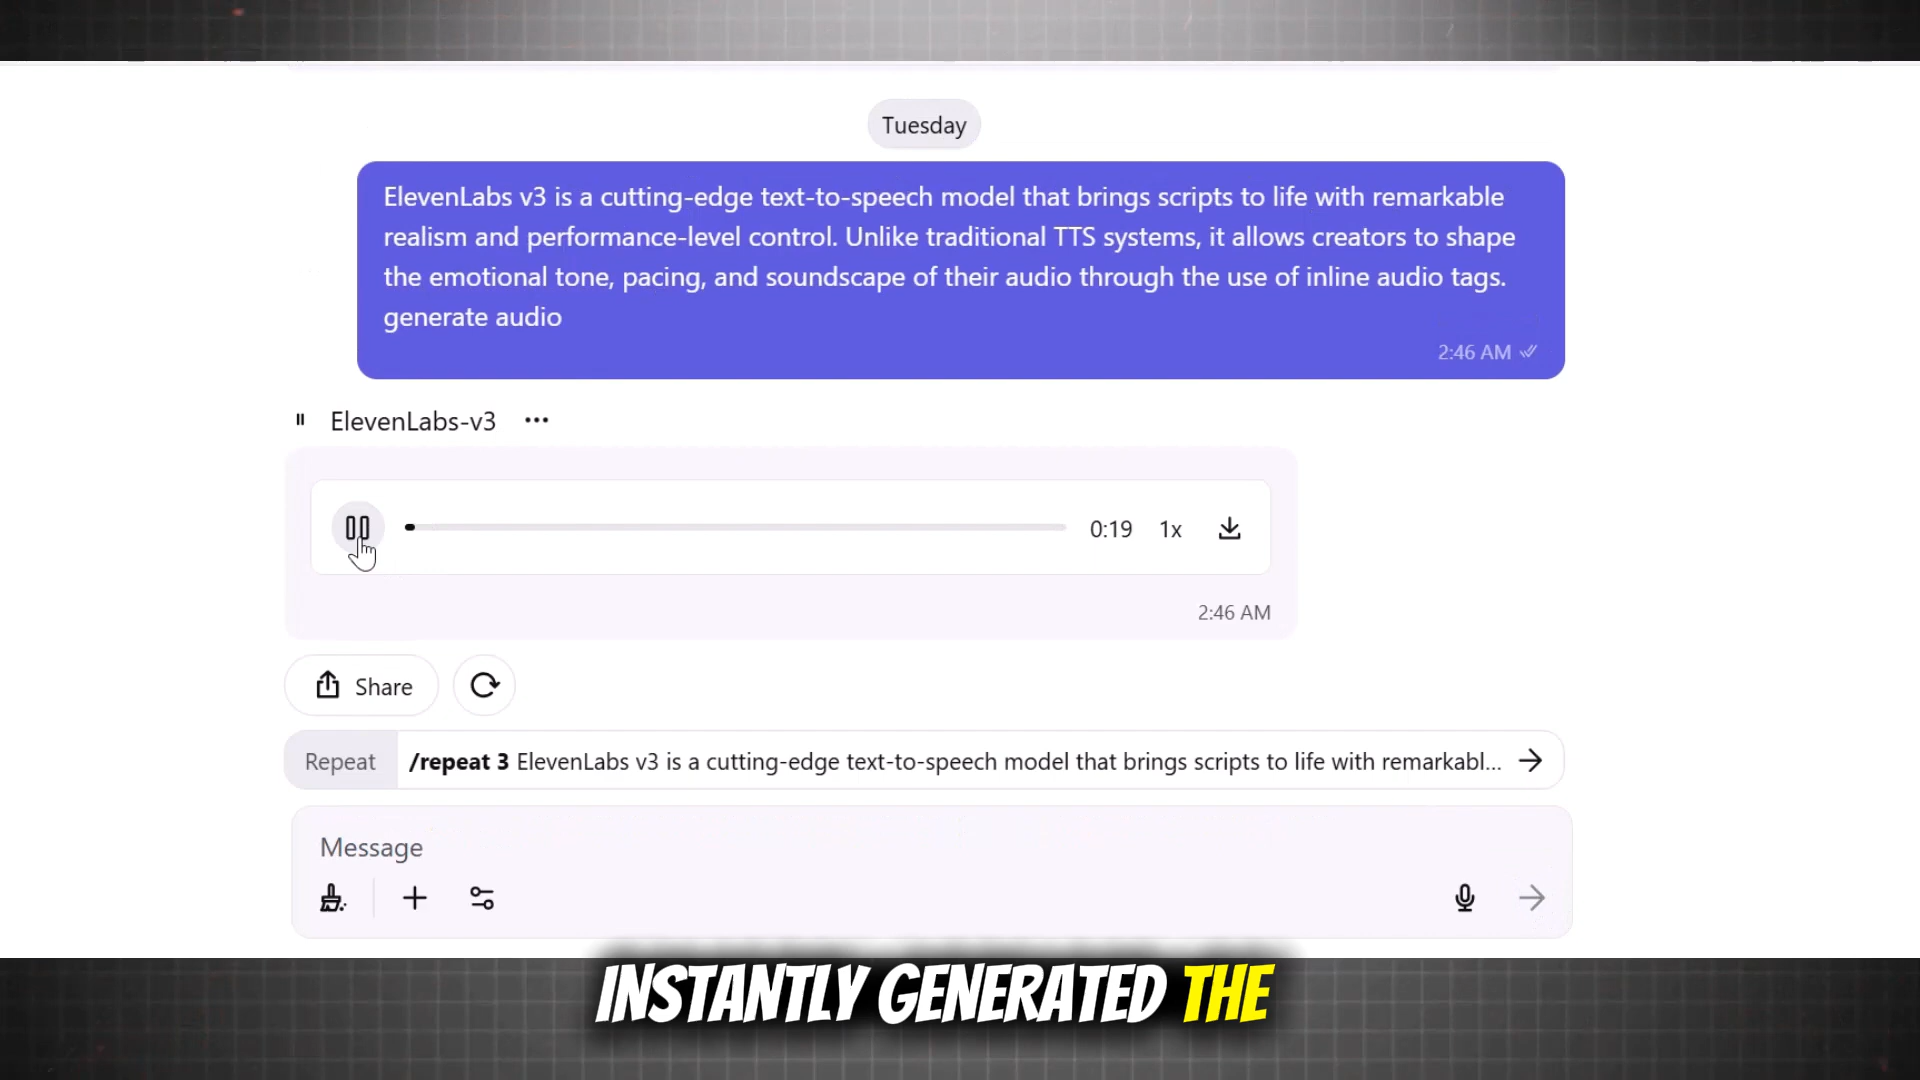 Tuesday
ElevenLabs v3 is a cutting-edge text-to-speech model that brings scripts to life with remarkable
realism and performance-level control. Unlike traditional TTS systems, it allows creators to shape
the emotional tone, pacing, and soundscape of their audio through the use of inline audio tags.
generate audio
2:46 AM
ElevenLabs-v3
0:19 1x
2:46 AM
Share
Repeat /repeat 3 ElevenLabs v3 is a cutting-edge text-to-speech model that brings scripts to life with remarkabl...
Message
INSTANTLY GENERATED THE